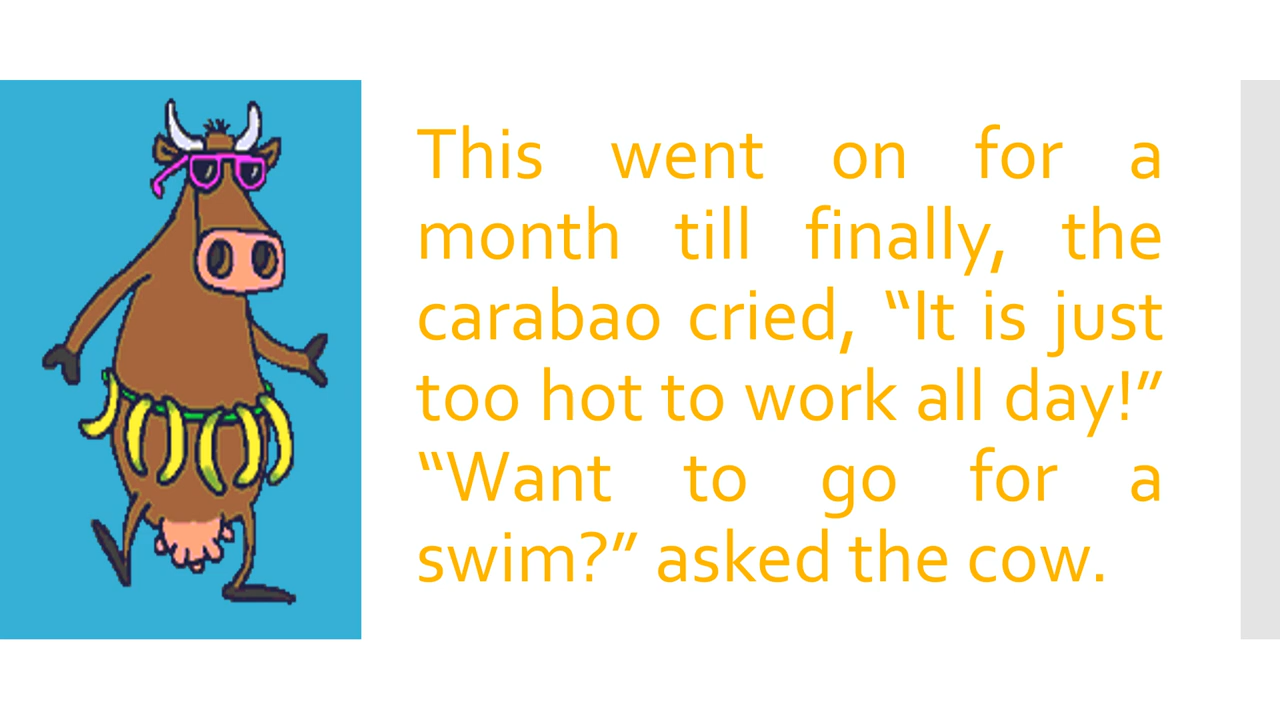 This went on for a
month till finally, the
carabao cried, “It is just
too hot to work all day!”
“Want to go for a
swim?” asked the cow.